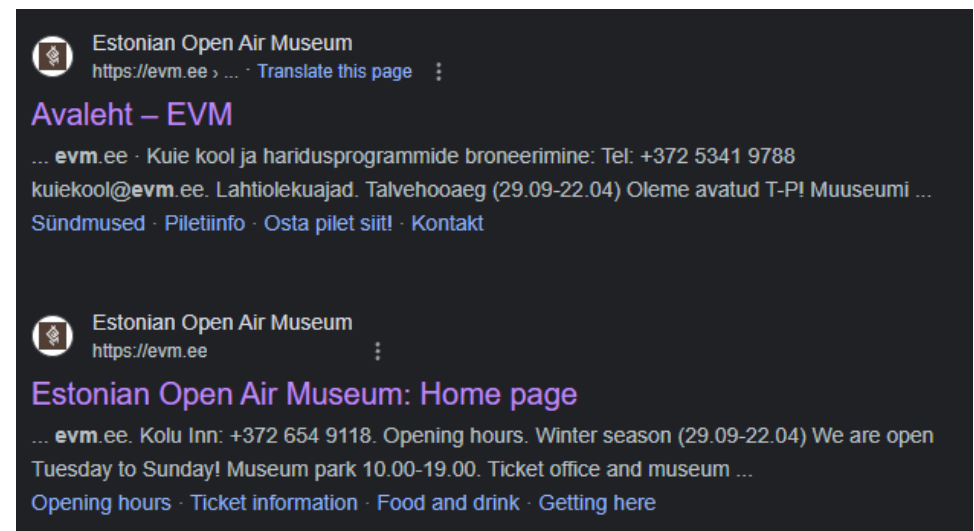 Estonian Open Air Museum
https://evm.ee › ... · Translate this page
Avaleht – EVM
... evm.ee · Kuie kool ja haridusprogrammide broneerimine: Tel: +372 5341 9788
kuiekool@evm.ee. Lahtiolekuajad. Talvehooaeg (29.09-22.04) Oleme avatud T-P! Muuseumi ...
Sündmused · Piletiinfo · Osta pilet siit! · Kontakt
Estonian Open Air Museum
https://evm.ee
Estonian Open Air Museum: Home page
... evm.ee. Kolu Inn: +372 654 9118. Opening hours. Winter season (29.09-22.04) We are open
Tuesday to Sunday! Museum park 10.00-19.00. Ticket office and museum ...
Opening hours · Ticket information · Food and drink · Getting here